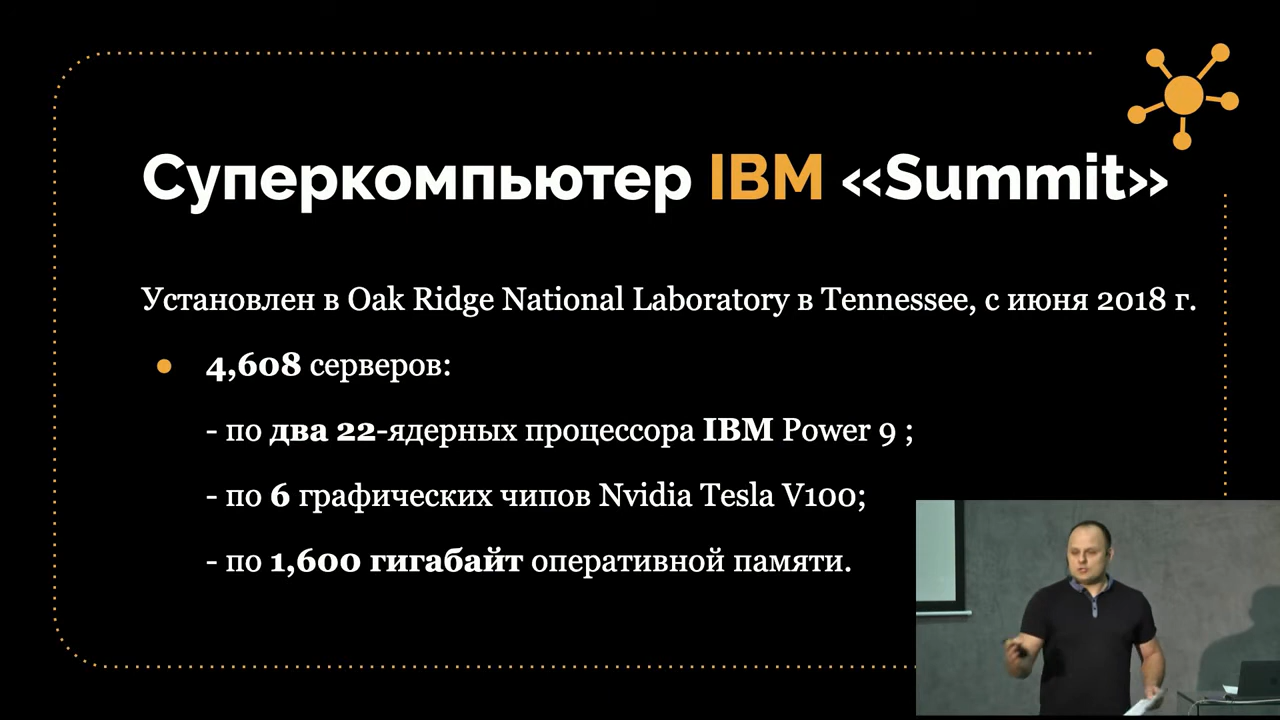 Суперкомпьютер IBM «Summit»
Установлен в Oak Ridge National Laboratory в Tennessee, с июня 2018 г.
● 4,608 серверов:
- по два 22-ядерных процессора IBM Power 9 ;
- по 6 графических чипов Nvidia Tesla V100;
- по 1,600 гигабайт оперативной памяти.